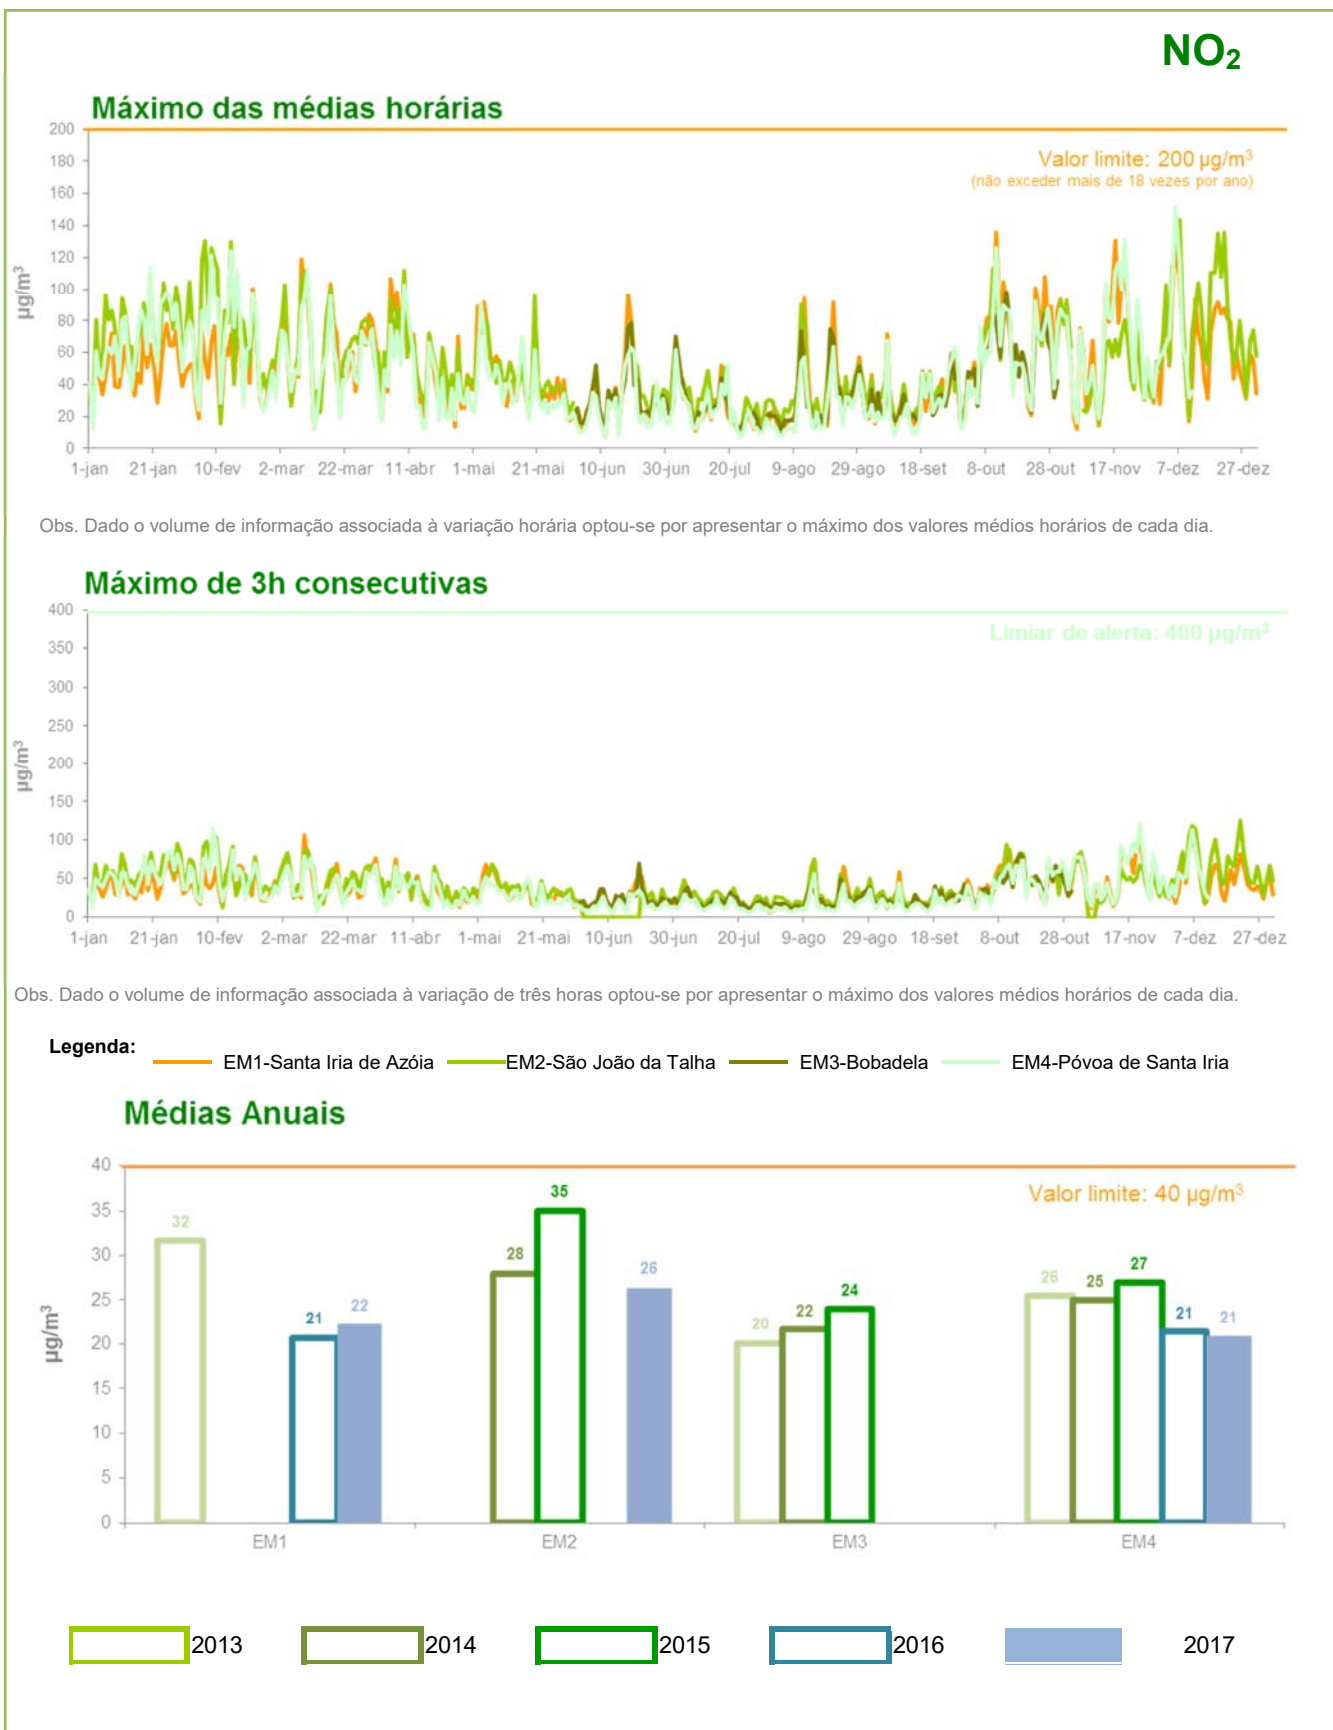 NO₂
Máximo das médias horárias
200
180
160
140
120
100
80
60
40
20
0
µg/m³
Valor limite: 200 µg/m³
(não exceder mais de 18 vezes por ano)
1-jan 21-jan 10-fev 2-mar 22-mar 11-abr 1-mai 21-mai 10-jun 30-jun 20-jul 9-ago 29-ago 18-set 8-out 28-out 17-nov 7-dez 27-dez
Obs. Dado o volume de informação associada à variação horária optou-se por apresentar o máximo dos valores médios horários de cada dia.
Máximo de 3h consecutivas
400
350
300
250
200
150
100
50
0
µg/m³
Limiar de alerta: 400 µg/m³
1-jan 21-jan 10-fev 2-mar 22-mar 11-abr 1-mai 21-mai 10-jun 30-jun 20-jul 9-ago 29-ago 18-set 8-out 28-out 17-nov 7-dez 27-dez
Obs. Dado o volume de informação associada à variação de três horas optou-se por apresentar o máximo dos valores médios horários de cada dia.
Legenda:
EM1-Santa Iria de Azóia EM2-São João da Talha EM3-Bobadela EM4-Póvoa de Santa Iria
Médias Anuais
40
35
30
25
20
15
10
5
0
µg/m³
Valor limite: 40 µg/m³
32 21 22 28 35 26 20 22 24 26 25 27 21 21
EM1 EM2 EM3 EM4
2013 2014 2015 2016 2017